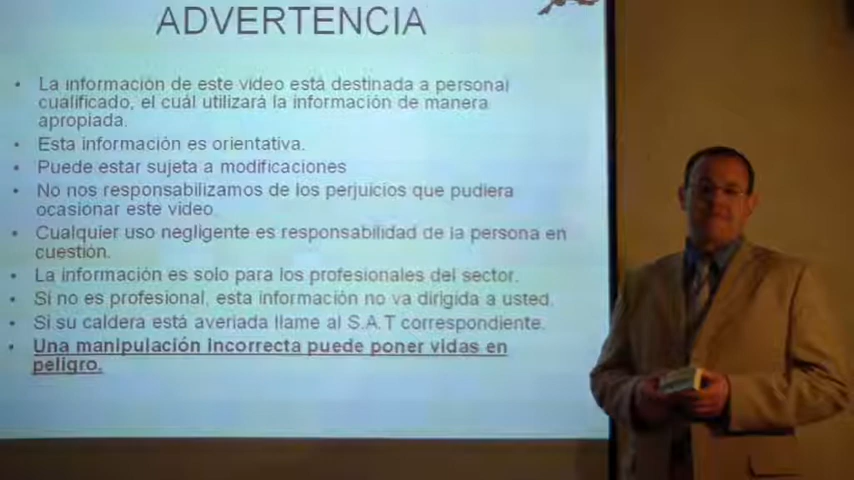 ADVERTENCIA
• La información de este video está destinada a personal
cualificado, el cuál utilizará la información de manera
apropiada.
• Esta información es orientativa.
• Puede estar sujeta a modificaciones
• No nos responsabilizamos de los perjuicios que pudiera
ocasionar este video
• Cualquier uso negligente es responsabilidad de la persona en
cuestión.
• La información es solo para los profesionales del sector.
• Si no es profesional, esta información no va dirigida a usted.
• Si su caldera está averiada llame al S.A.T correspondiente.
• Una manipulación incorrecta puede poner vidas en
peligro.